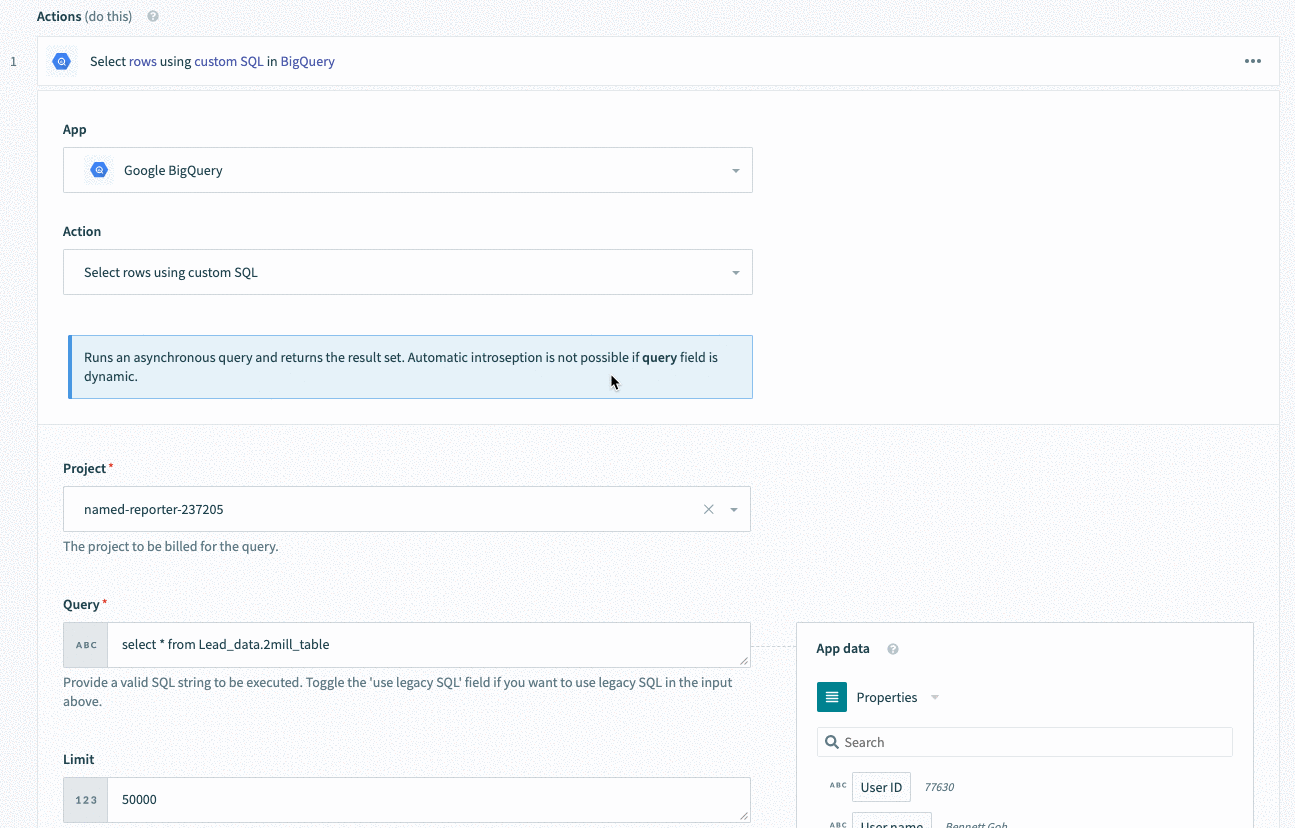 Actions (do this) ?
1 Select rows using custom SQL in BigQuery
App
Google BigQuery
Action
Select rows using custom SQL
Runs an asynchronous query and returns the result set. Automatic introseption is not possible if query field is
dynamic.
Project *
named-reporter-237205
The project to be billed for the query.
Query *
ABC select * from Lead_data.2mill_table
Provide a valid SQL string to be executed. Toggle the 'use legacy SQL' field if you want to use legacy SQL in the input
above.
Limit
123 50000
App data ?
Properties
Search
ABC User ID 77630
ABC User name Bennett Goh